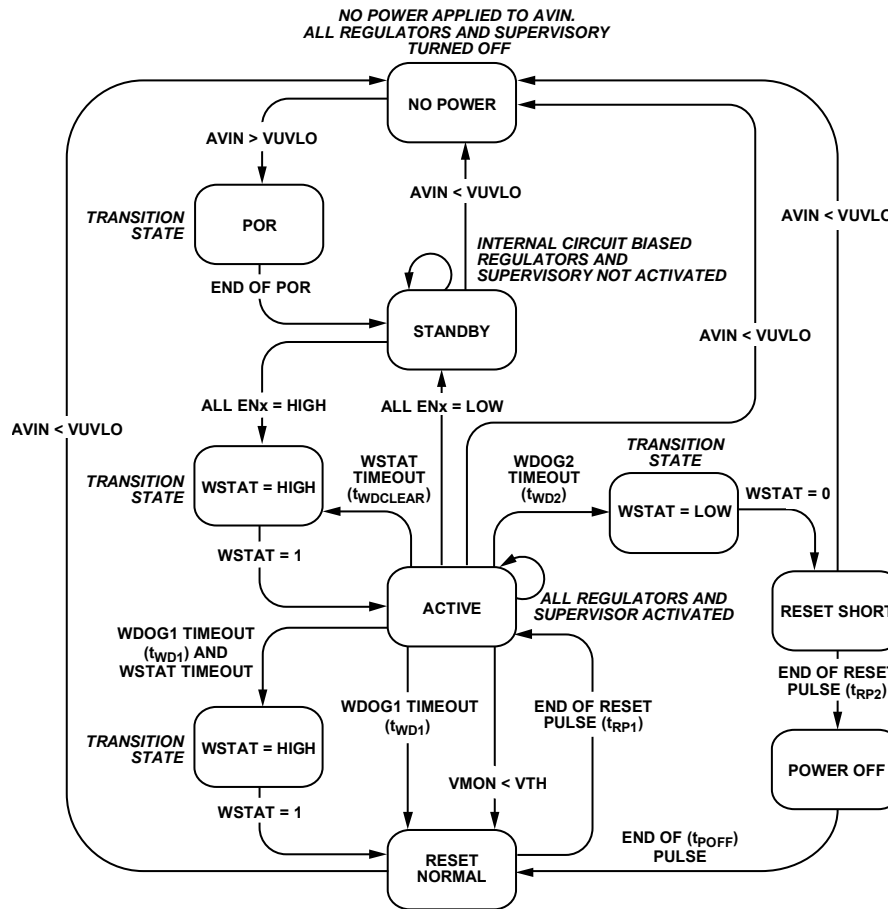 NO POWER APPLIED TO AVIN.
ALL REGULATORS AND SUPERVISORY
TURNED OFF
NO POWER
AVIN > VUVLO
AVIN < VUVLO
TRANSITION
STATE
POR
AVIN < VUVLO
INTERNAL CIRCUIT BIASED
REGULATORS AND
SUPERVISORY NOT ACTIVATED
END OF POR
STANDBY
AVIN < VUVLO
ALL ENx = HIGH
ALL ENx = LOW
AVIN < VUVLO
TRANSITION
STATE
WSTAT = HIGH
WSTAT
TIMEOUT
(tWDCLEAR)
WDOG2
TIMEOUT
(tWD2)
TRANSITION
STATE
WSTAT = LOW
WSTAT = 0
WSTAT = 1
ACTIVE
ALL REGULATORS AND
SUPERVISOR ACTIVATED
RESET SHORT
WDOG1 TIMEOUT
(tWD1) AND
WSTAT TIMEOUT
WDOG1 TIMEOUT
(tWD1)
END OF RESET
PULSE (tRP1)
END OF RESET
PULSE (tRP2)
TRANSITION
STATE
WSTAT = HIGH
POWER OFF
VMON < VTH
WSTAT = 1
END OF (tPOFF)
PULSE
RESET
NORMAL